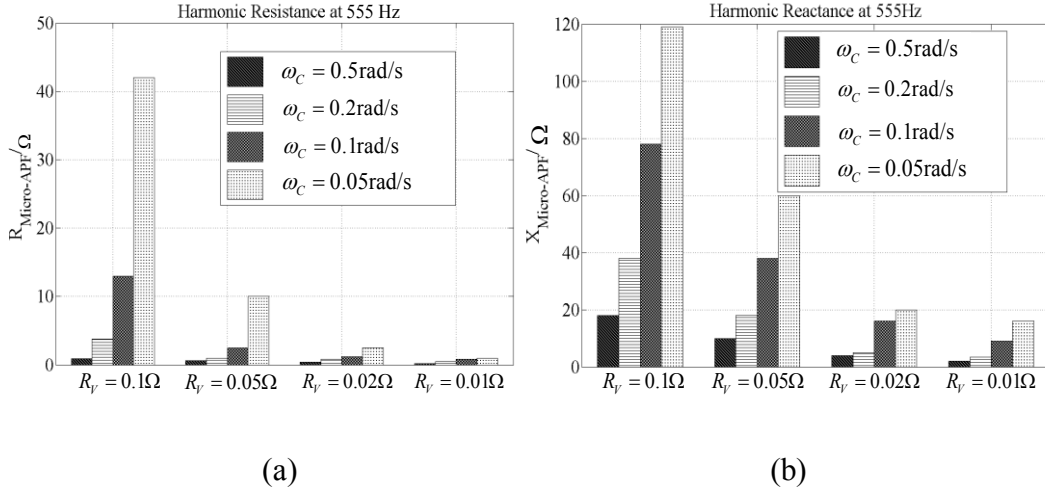 Harmonic Resistance at 555 Hz
50
40
30
20
10
0
R_Micro-APF/Ω
ω_C = 0.5rad/s
ω_C = 0.2rad/s
ω_C = 0.1rad/s
ω_C = 0.05rad/s
R_V = 0.1Ω
R_V = 0.05Ω
R_V = 0.02Ω
R_V = 0.01Ω
(a)
Harmonic Reactance at 555Hz
120
100
80
60
40
20
0
X_Micro-APF/Ω
ω_C = 0.5rad/s
ω_C = 0.2rad/s
ω_C = 0.1rad/s
ω_C = 0.05rad/s
R_V = 0.1Ω
R_V = 0.05Ω
R_V = 0.02Ω
R_V = 0.01Ω
(b)